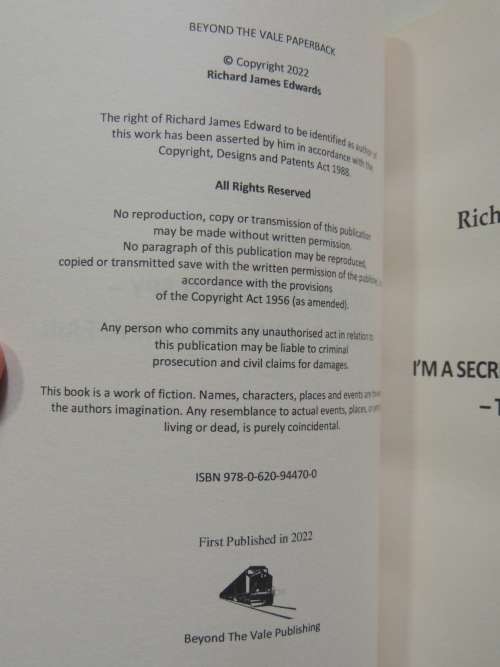 BEYOND THE VALE PAPERBACK
© Copyright 2022
Richard James Edwards
The right of Richard James Edward to be identified as author of
this work has been asserted by him in accordance with the
Copyright, Designs and Patents Act 1988.
All Rights Reserved
No reproduction, copy or transmission of this publication
may be made without written permission.
No paragraph of this publication may be reproduced,
copied or transmitted save with the written permission of the publisher, in
accordance with the provisions
of the Copyright Act 1956 (as amended).
Any person who commits any unauthorised act in relation to
this publication may be liable to criminal
prosecution and civil claims for damages.
This book is a work of fiction. Names, characters, places and events are
the authors imagination. Any resemblance to actual events, places, or
living or dead, is purely coincidental.
ISBN 978-0-620-94470-0
First Published in 2022
Beyond The Vale Publishing
Rich
I'M A SECR
– T